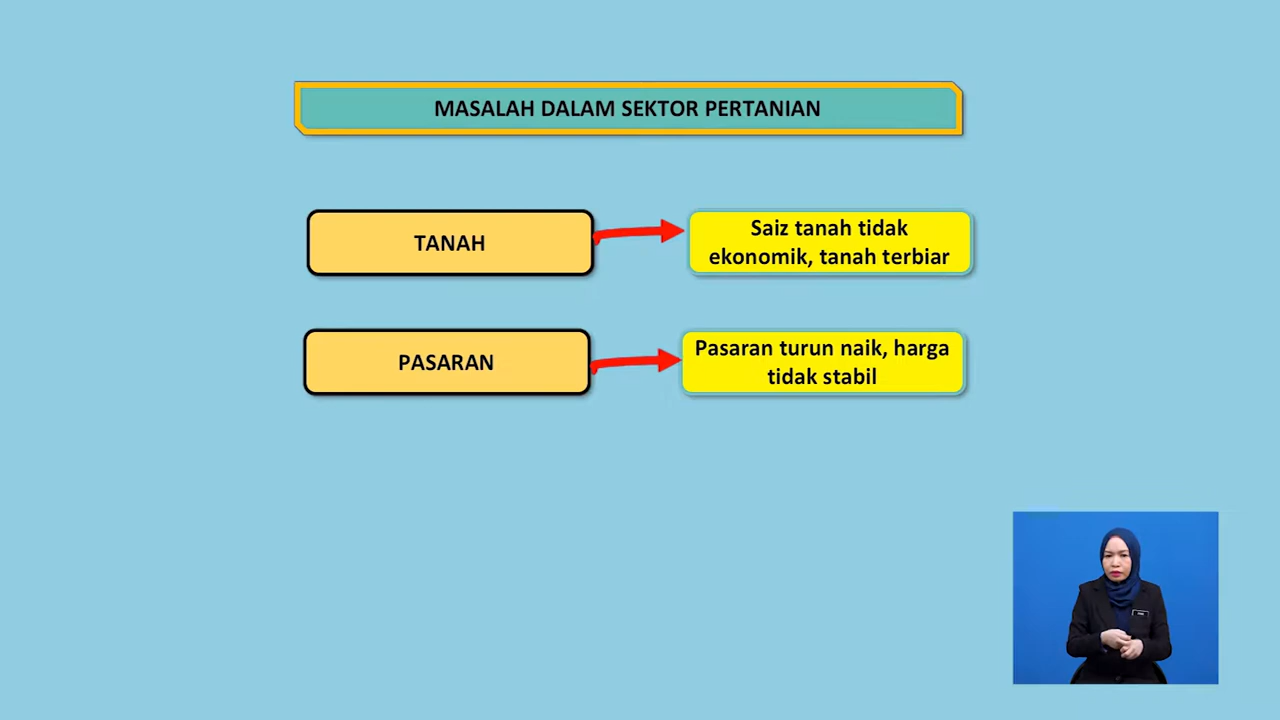 MASALAH DALAM SEKTOR PERTANIAN
TANAH
Saiz tanah tidak
ekonomik, tanah terbiar
PASARAN
Pasaran turun naik, harga
tidak stabil